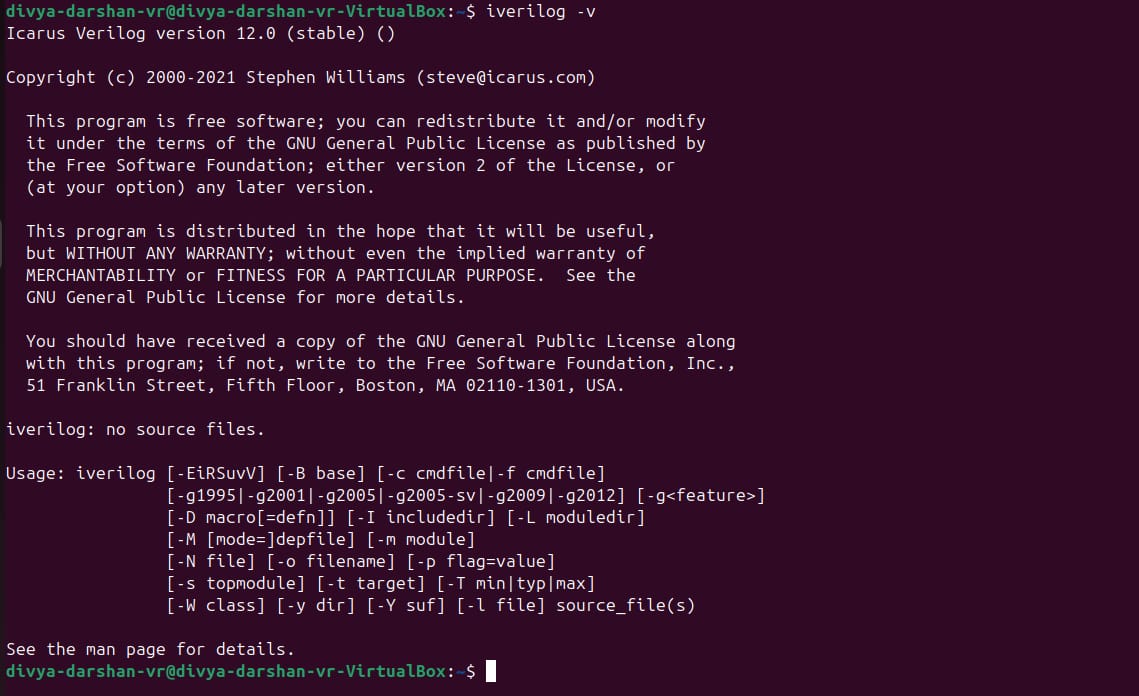 divya-darshan-vr@divya-darshan-vr-VirtualBox:~$ iverilog -v
Icarus Verilog version 12.0 (stable) ()

Copyright (c) 2000-2021 Stephen Williams (steve@icarus.com)

  This program is free software; you can redistribute it and/or modify
  it under the terms of the GNU General Public License as published by
  the Free Software Foundation; either version 2 of the License, or
  (at your option) any later version.

  This program is distributed in the hope that it will be useful,
  but WITHOUT ANY WARRANTY; without even the implied warranty of
  MERCHANTABILITY or FITNESS FOR A PARTICULAR PURPOSE.  See the
  GNU General Public License for more details.

  You should have received a copy of the GNU General Public License along
  with this program; if not, write to the Free Software Foundation, Inc.,
  51 Franklin Street, Fifth Floor, Boston, MA 02110-1301, USA.

iverilog: no source files.

Usage: iverilog [-EiRSuvV] [-B base] [-c cmdfile|-f cmdfile]
                [-g1995|-g2001|-g2005|-g2005-sv|-g2009|-g2012] [-g<feature>]
                [-D macro[=defn]] [-I includedir] [-L moduledir]
                [-M [mode=]depfile] [-m module]
                [-N file] [-o filename] [-p flag=value]
                [-s topmodule] [-t target] [-T min|typ|max]
                [-W class] [-y dir] [-Y suf] [-l file] source_file(s)

See the man page for details.
divya-darshan-vr@divya-darshan-vr-VirtualBox:~$